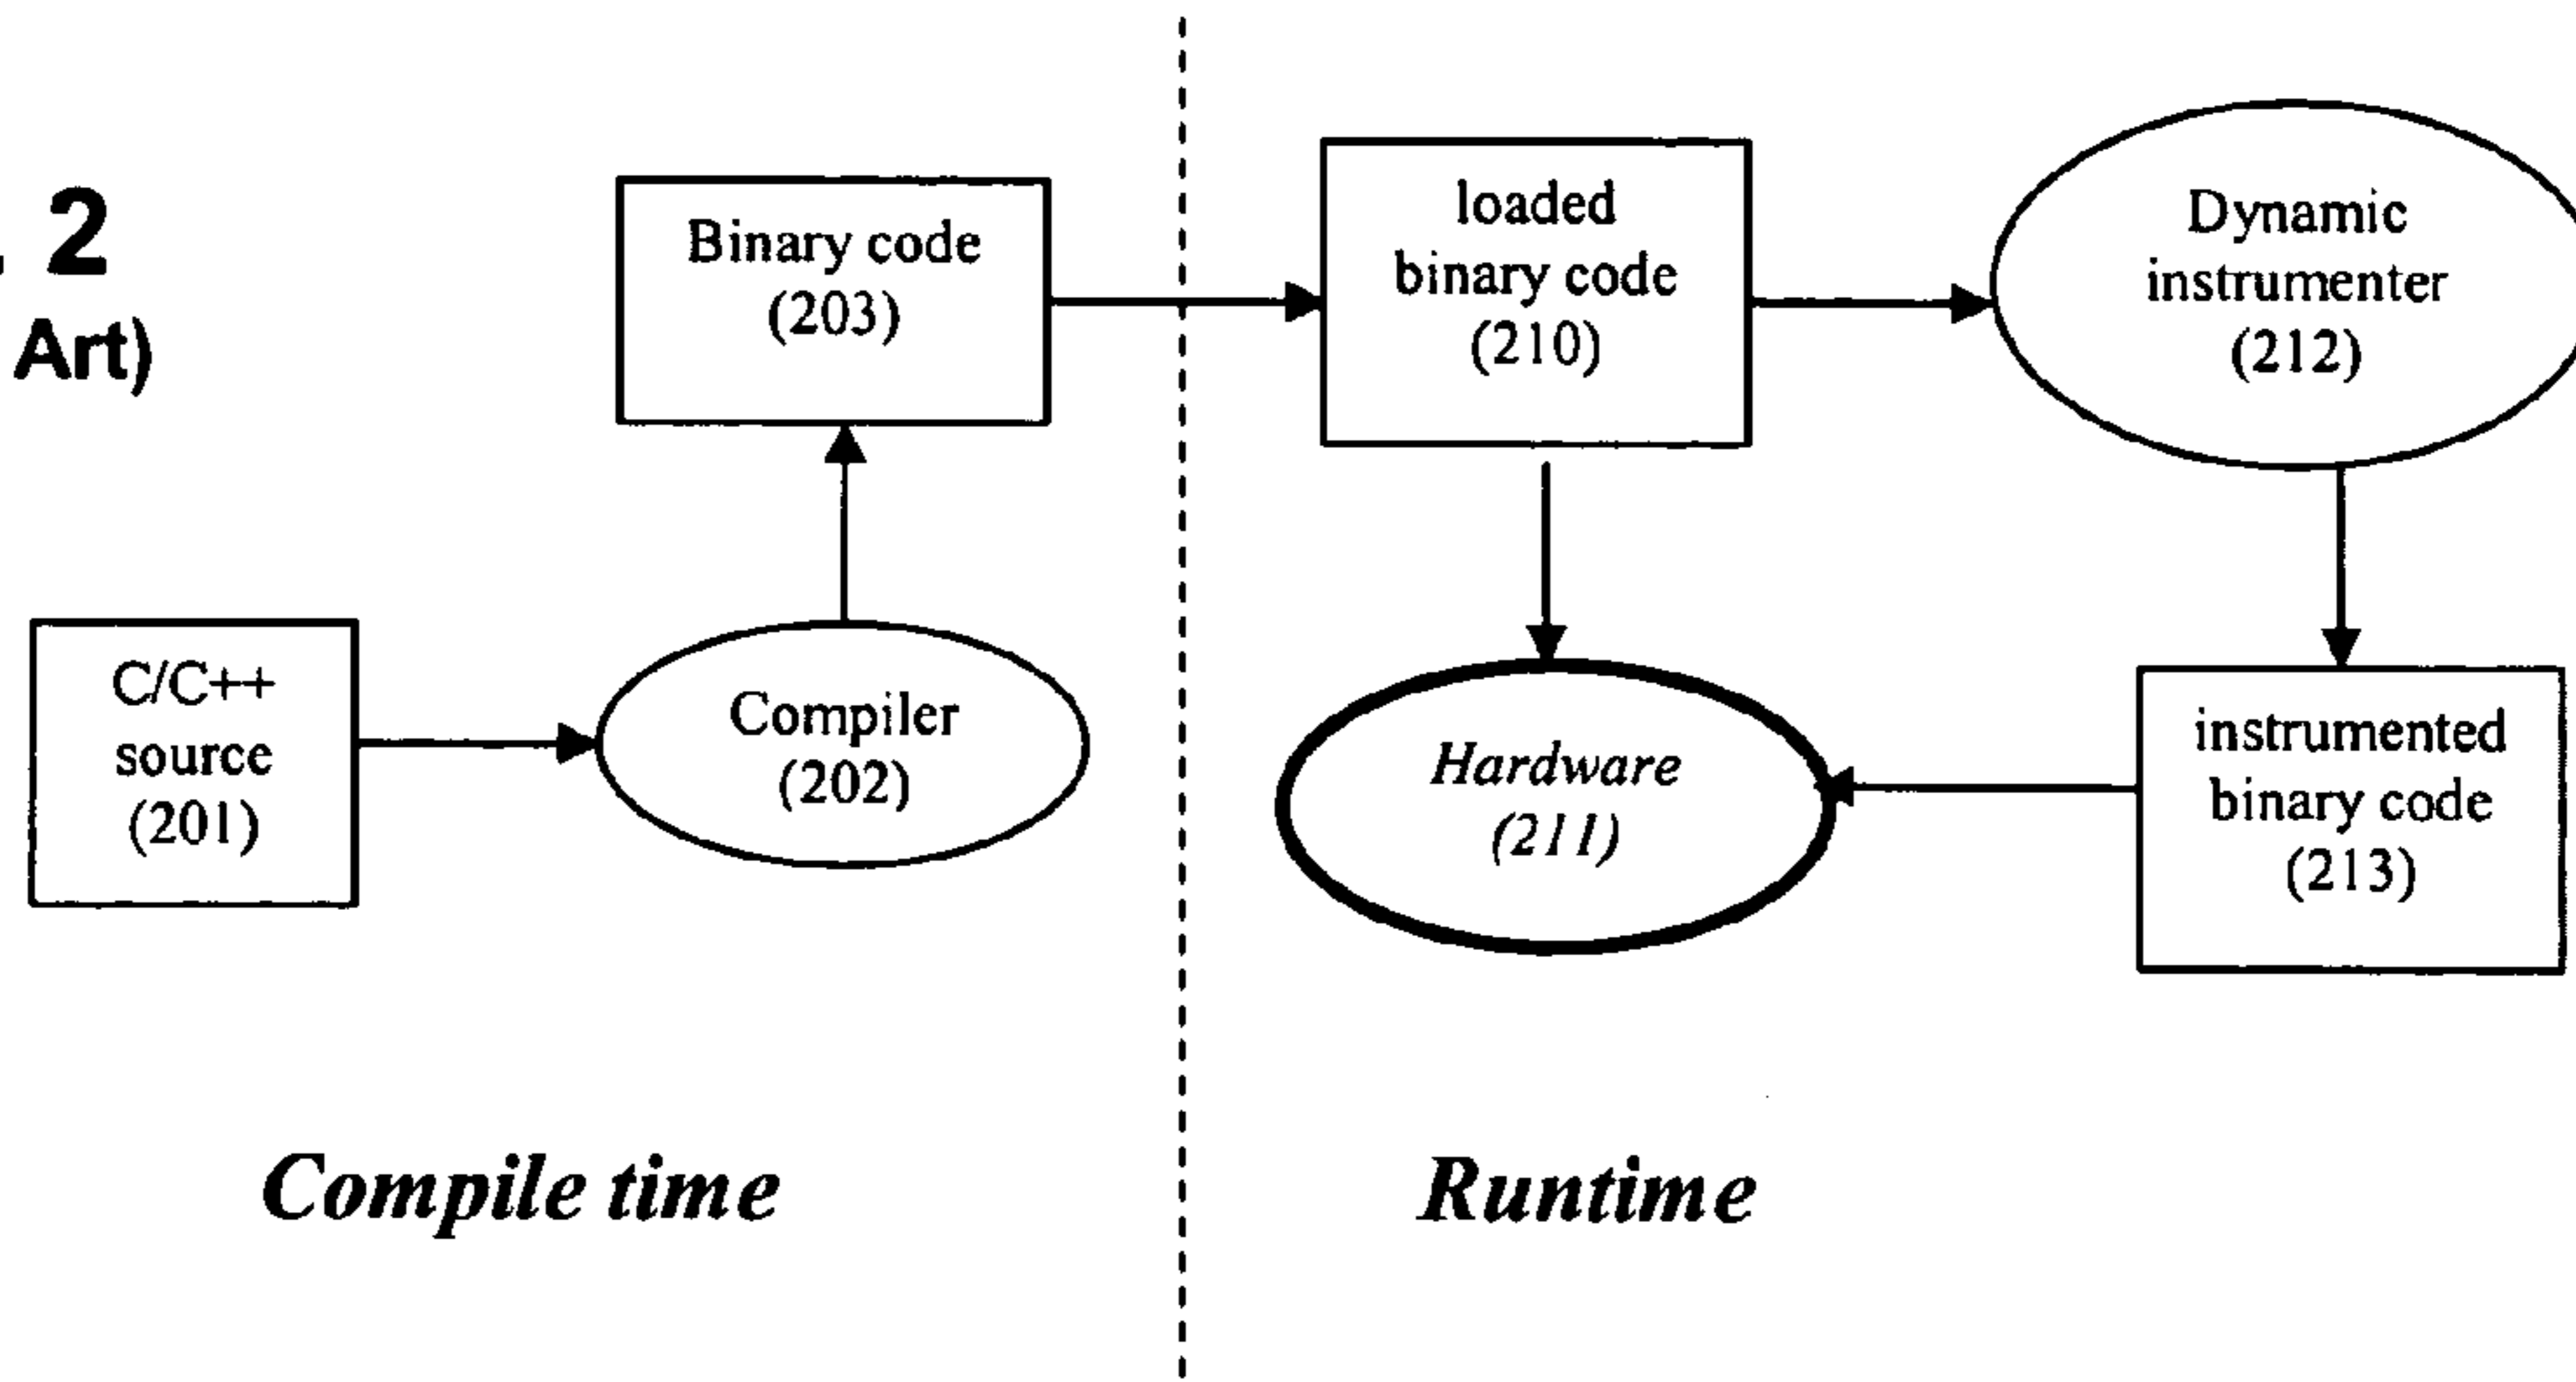 . 2
Art)
Binary code
(203)
loaded
binary code
(210)
Dynamic
instrumenter
(212)
C/C++
source
(201)
Compiler
(202)
Hardware
(211)
instrumented
binary code
(213)
Compile time
Runtime